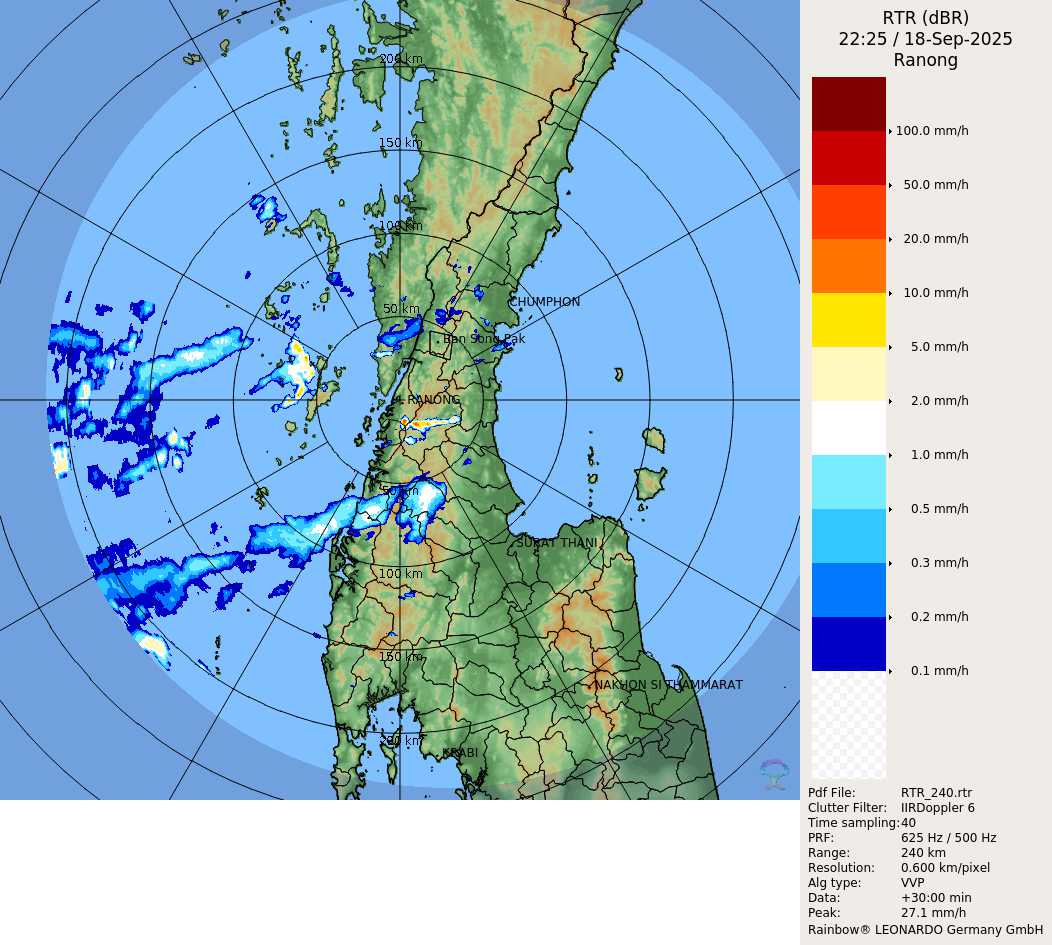 RTR (dBR)
22:25 / 18-Sep-2025
Ranong
100.0 mm/h
50.0 mm/h
20.0 mm/h
10.0 mm/h
5.0 mm/h
2.0 mm/h
1.0 mm/h
0.5 mm/h
0.3 mm/h
0.2 mm/h
0.1 mm/h
Pdf File: RTR_240.rtr
Clutter Filter: IIRDoppler 6
Time sampling: 40
PRF: 625 Hz / 500 Hz
Range: 240 km
Resolution: 0.600 km/pixel
Alg type: VVP
Data: +30:00 min
Peak: 27.1 mm/h
Rainbow® LEONARDO Germany GmbH
200 km
150 km
100 km
50 km
CHUMPHON
Ban Song Pak
RANONG
50 km
SURAT THANI
100 km
150 km
NAKHON SI THAMMARAT
200 km
KRABI